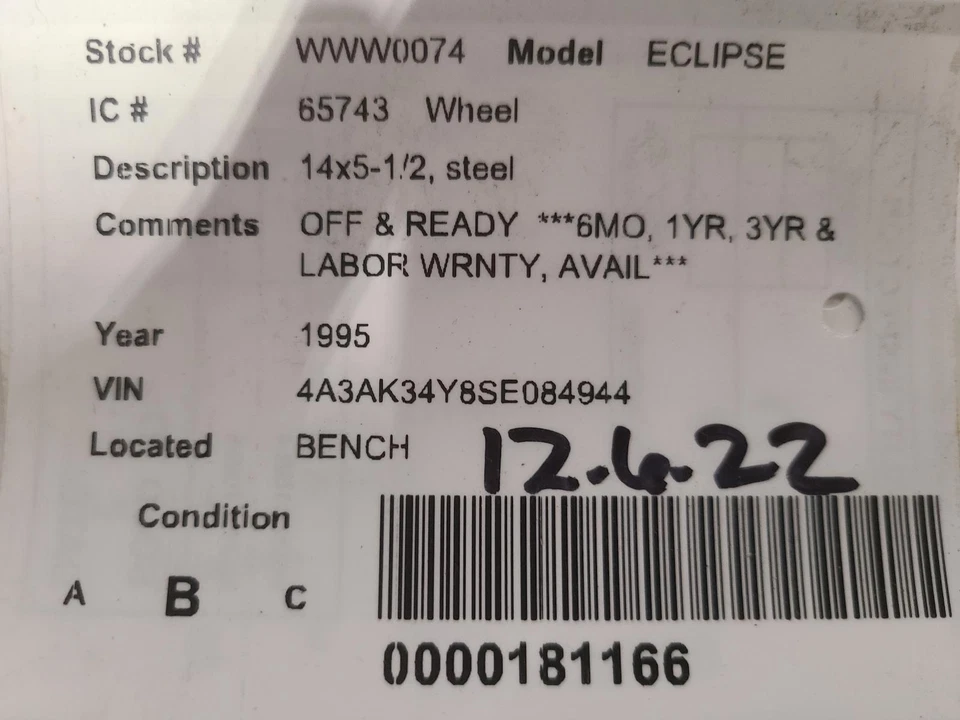 Stock # WWW0074 Model ECLIPSE
IC # 65743 Wheel
Description 14x5-1/2, steel
Comments OFF & READY ***6MO, 1YR, 3YR &
LABOR WRNTY, AVAIL***
Year 1995
VIN 4A3AK34Y8SE084944
Located BENCH
12.6.22
Condition
A B C
0000181166